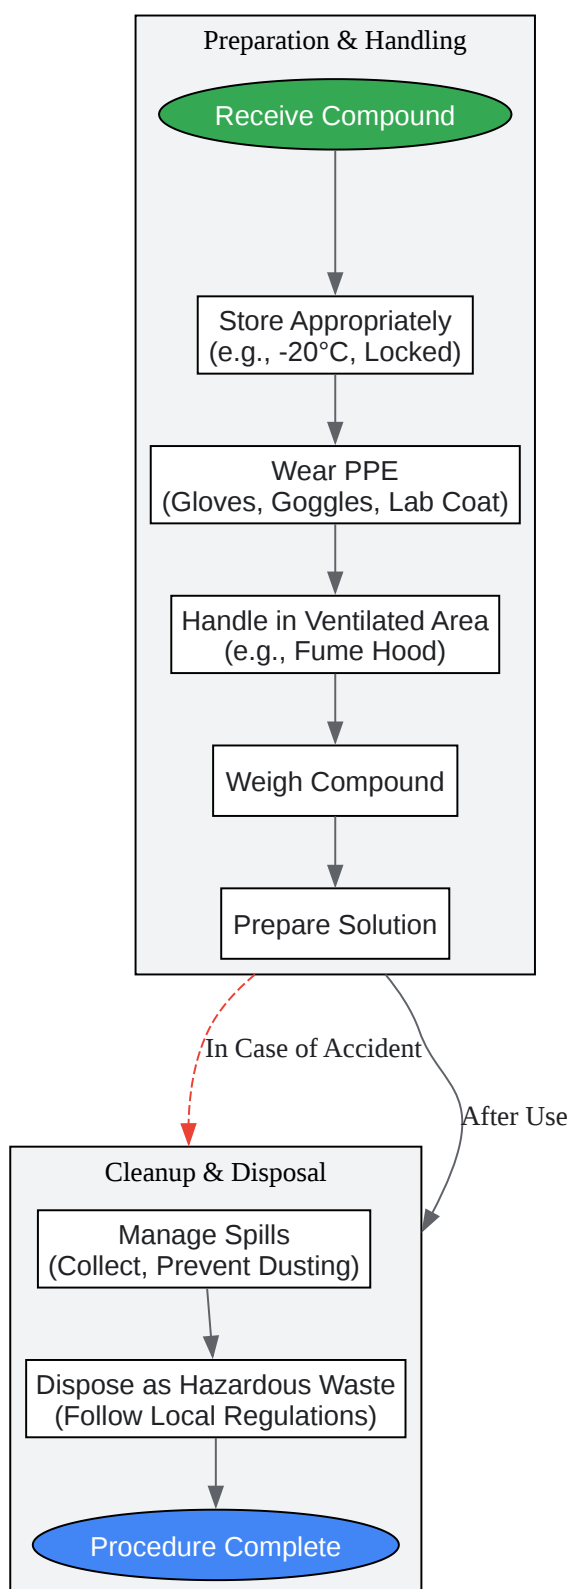 Preparation & Handling
Receive Compound
Store Appropriately
(e.g., -20°C, Locked)
Wear PPE
(Gloves, Goggles, Lab Coat)
Handle in Ventilated Area
(e.g., Fume Hood)
Weigh Compound
Prepare Solution
In Case of Accident
After Use
Cleanup & Disposal
Manage Spills
(Collect, Prevent Dusting)
Dispose as Hazardous Waste
(Follow Local Regulations)
Procedure Complete